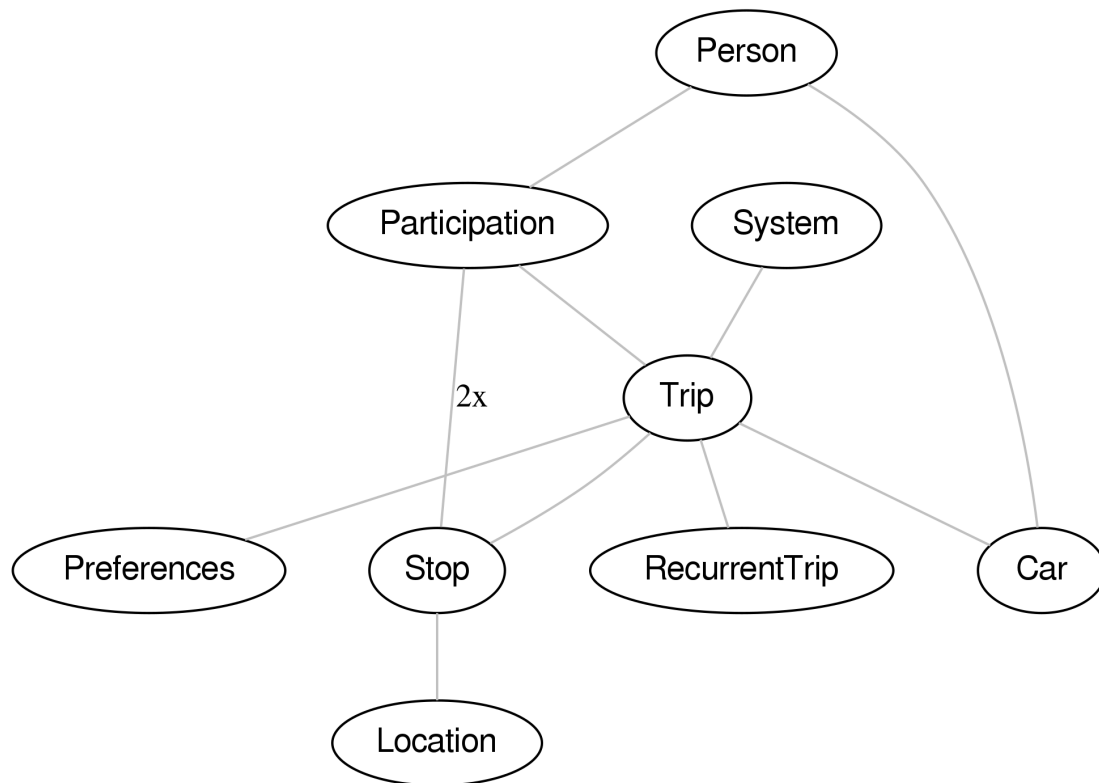 Person
Participation
System
Trip
2x
Preferences
Stop
RecurrentTrip
Car
Location